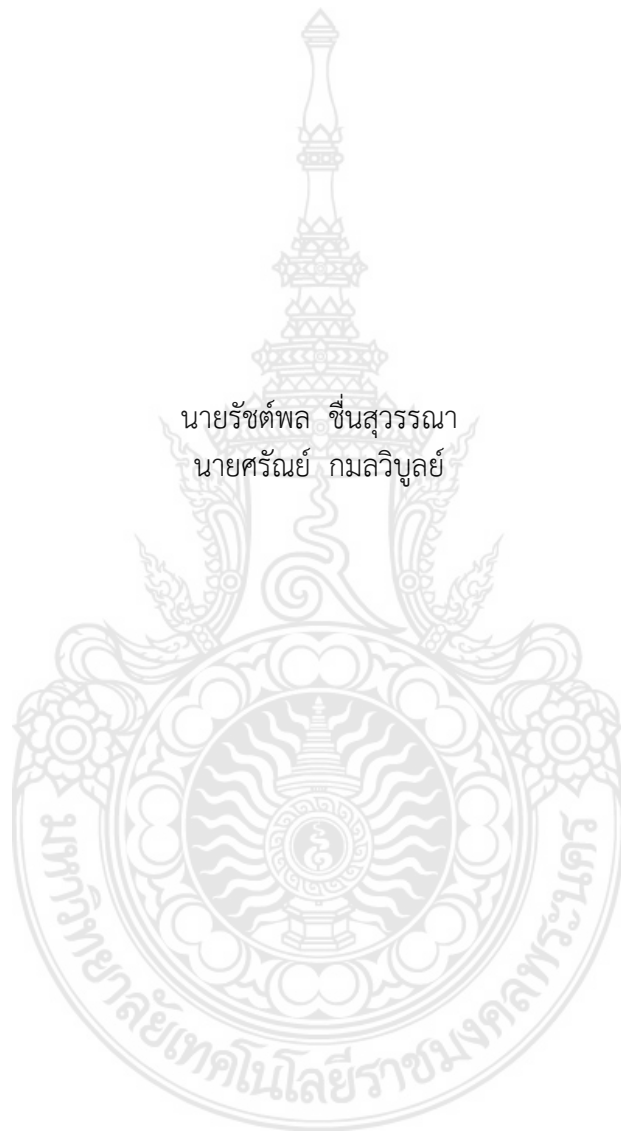 นายรัชต์พล ชื่นสุวรรณา
นายศรัณย์ กมลวิบูลย์
มหาวิทยาลัยเทคโนโลยีราชมงคลพระนคร